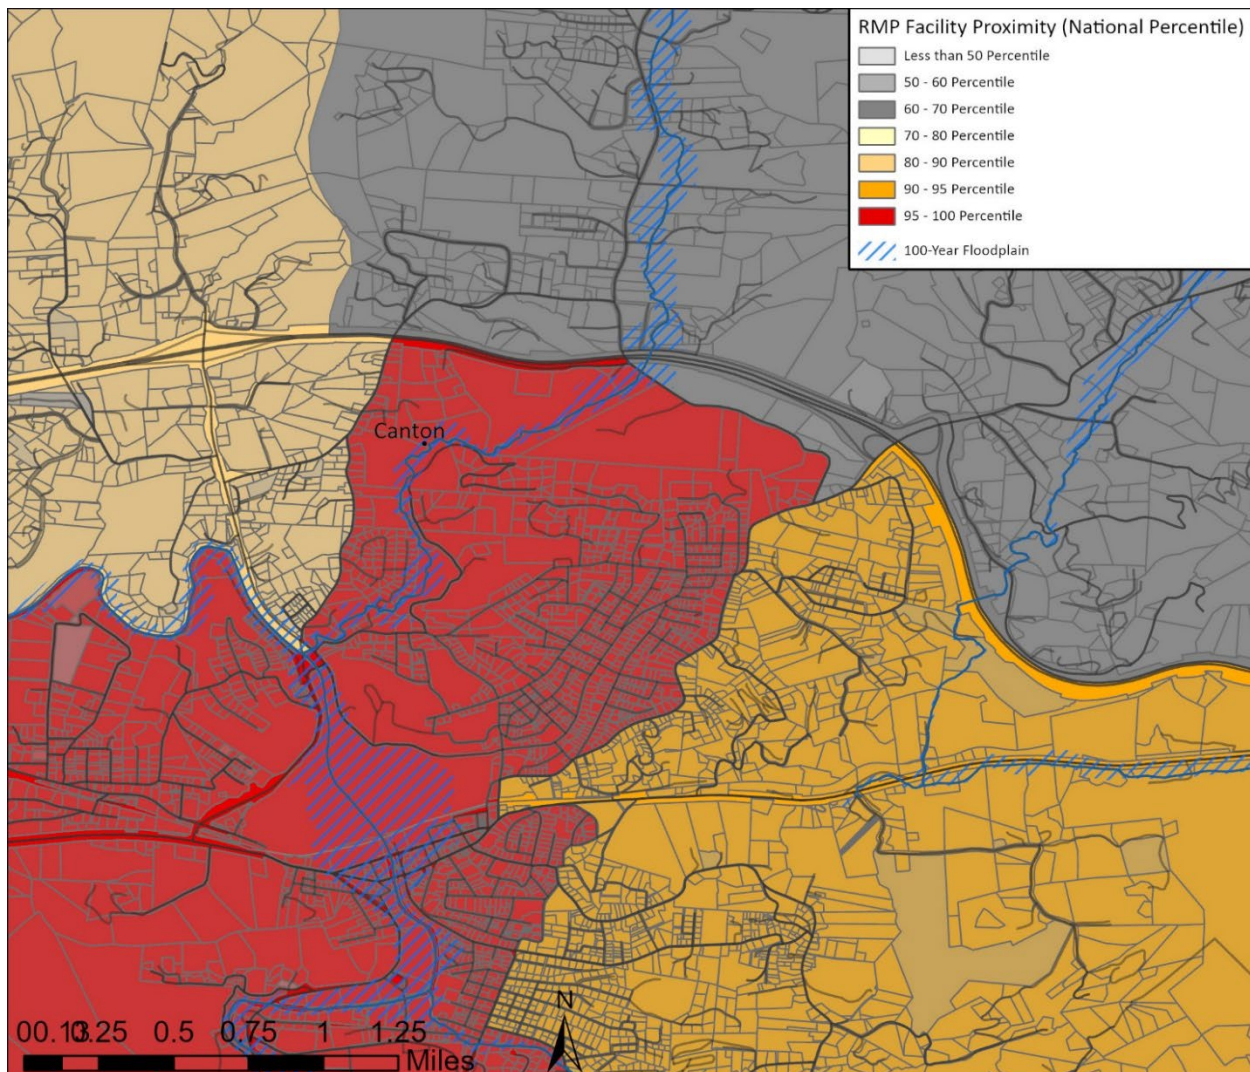 RMP Facility Proximity (National Percentile)
Less than 50 Percentile
50 - 60 Percentile
60 - 70 Percentile
70 - 80 Percentile
80 - 90 Percentile
90 - 95 Percentile
95 - 100 Percentile
100-Year Floodplain
Canton
N
00.130.25 0.5 0.75 1 1.25
Miles